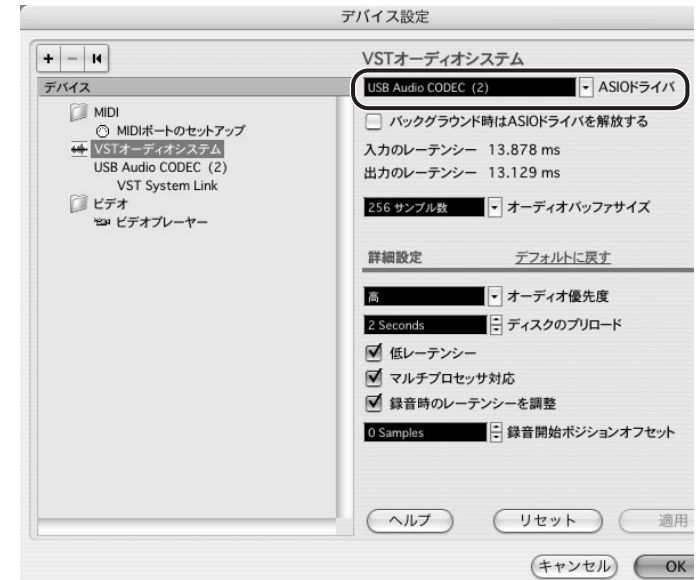 デバイス設定
+ −
デバイス
MIDI
MIDIポートのセットアップ
VSTオーディオシステム
USB Audio CODEC (2)
VST System Link
ビデオ
ビデオプレーヤー
VSTオーディオシステム
USB Audio CODEC (2) ASIOドライバ
バックグラウンド時はASIOドライバを解放する
入力のレーテンシー 13.878 ms
出力のレーテンシー 13.129 ms
256 サンプル数 オーディオバッファサイズ
詳細設定 デフォルトに戻す
高 オーディオ優先度
2 Seconds ディスクのプリロード
低レーテンシー
マルチプロセッサ対応
録音時のレーテンシーを調整
0 Samples 録音開始ポジションオフセット
ヘルプ リセット 適用
キャンセル OK